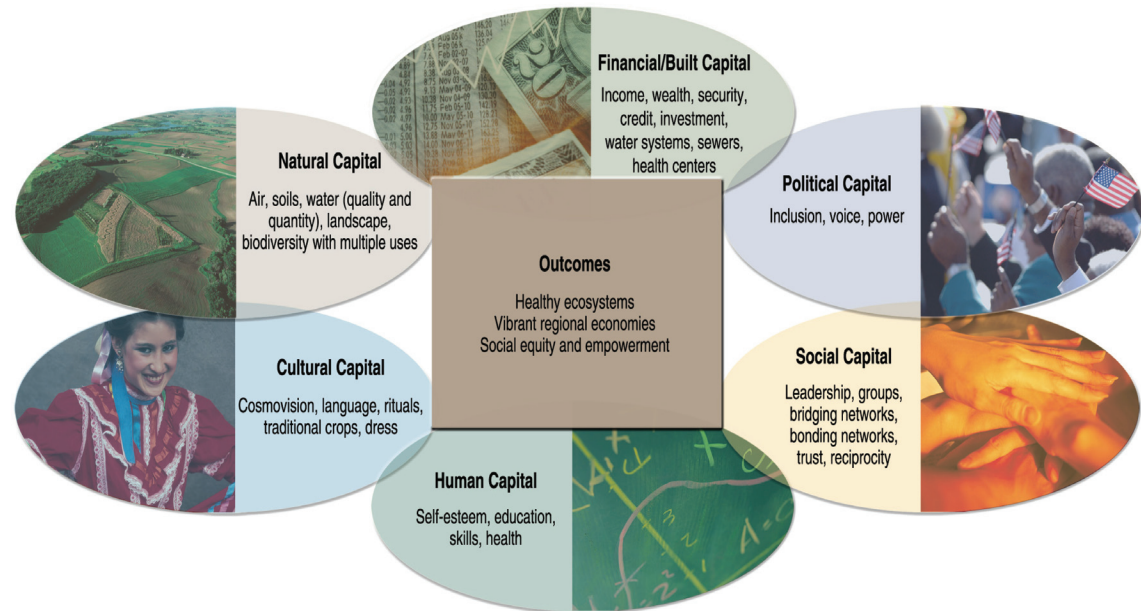 Financial/Built Capital
Income, wealth, security,
credit, investment,
water systems, sewers,
health centers
Natural Capital
Air, soils, water (quality and
quantity), landscape,
biodiversity with multiple uses
Political Capital
Inclusion, voice, power
Outcomes
Healthy ecosystems
Vibrant regional economies
Social equity and empowerment
Cultural Capital
Cosmovision, language, rituals,
traditional crops, dress
Social Capital
Leadership, groups,
bridging networks,
bonding networks,
trust, reciprocity
Human Capital
Self-esteem, education,
skills, health